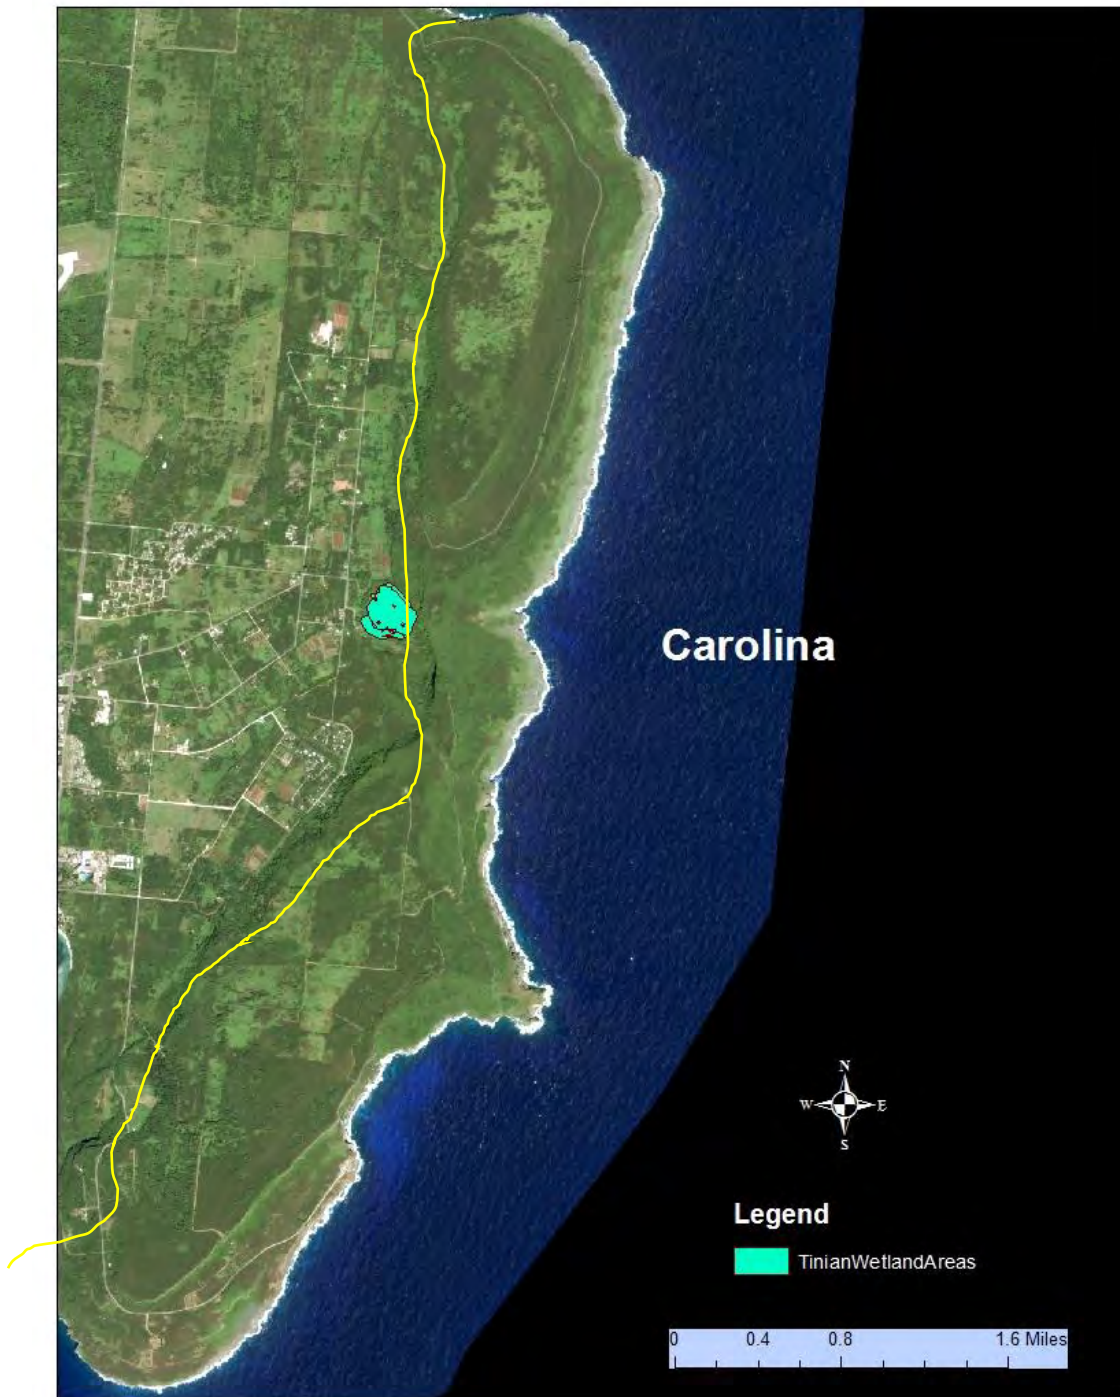 Carolina
N
W E
S
Legend
TinianWetlandAreas
0 0.4 0.8 1.6 Miles